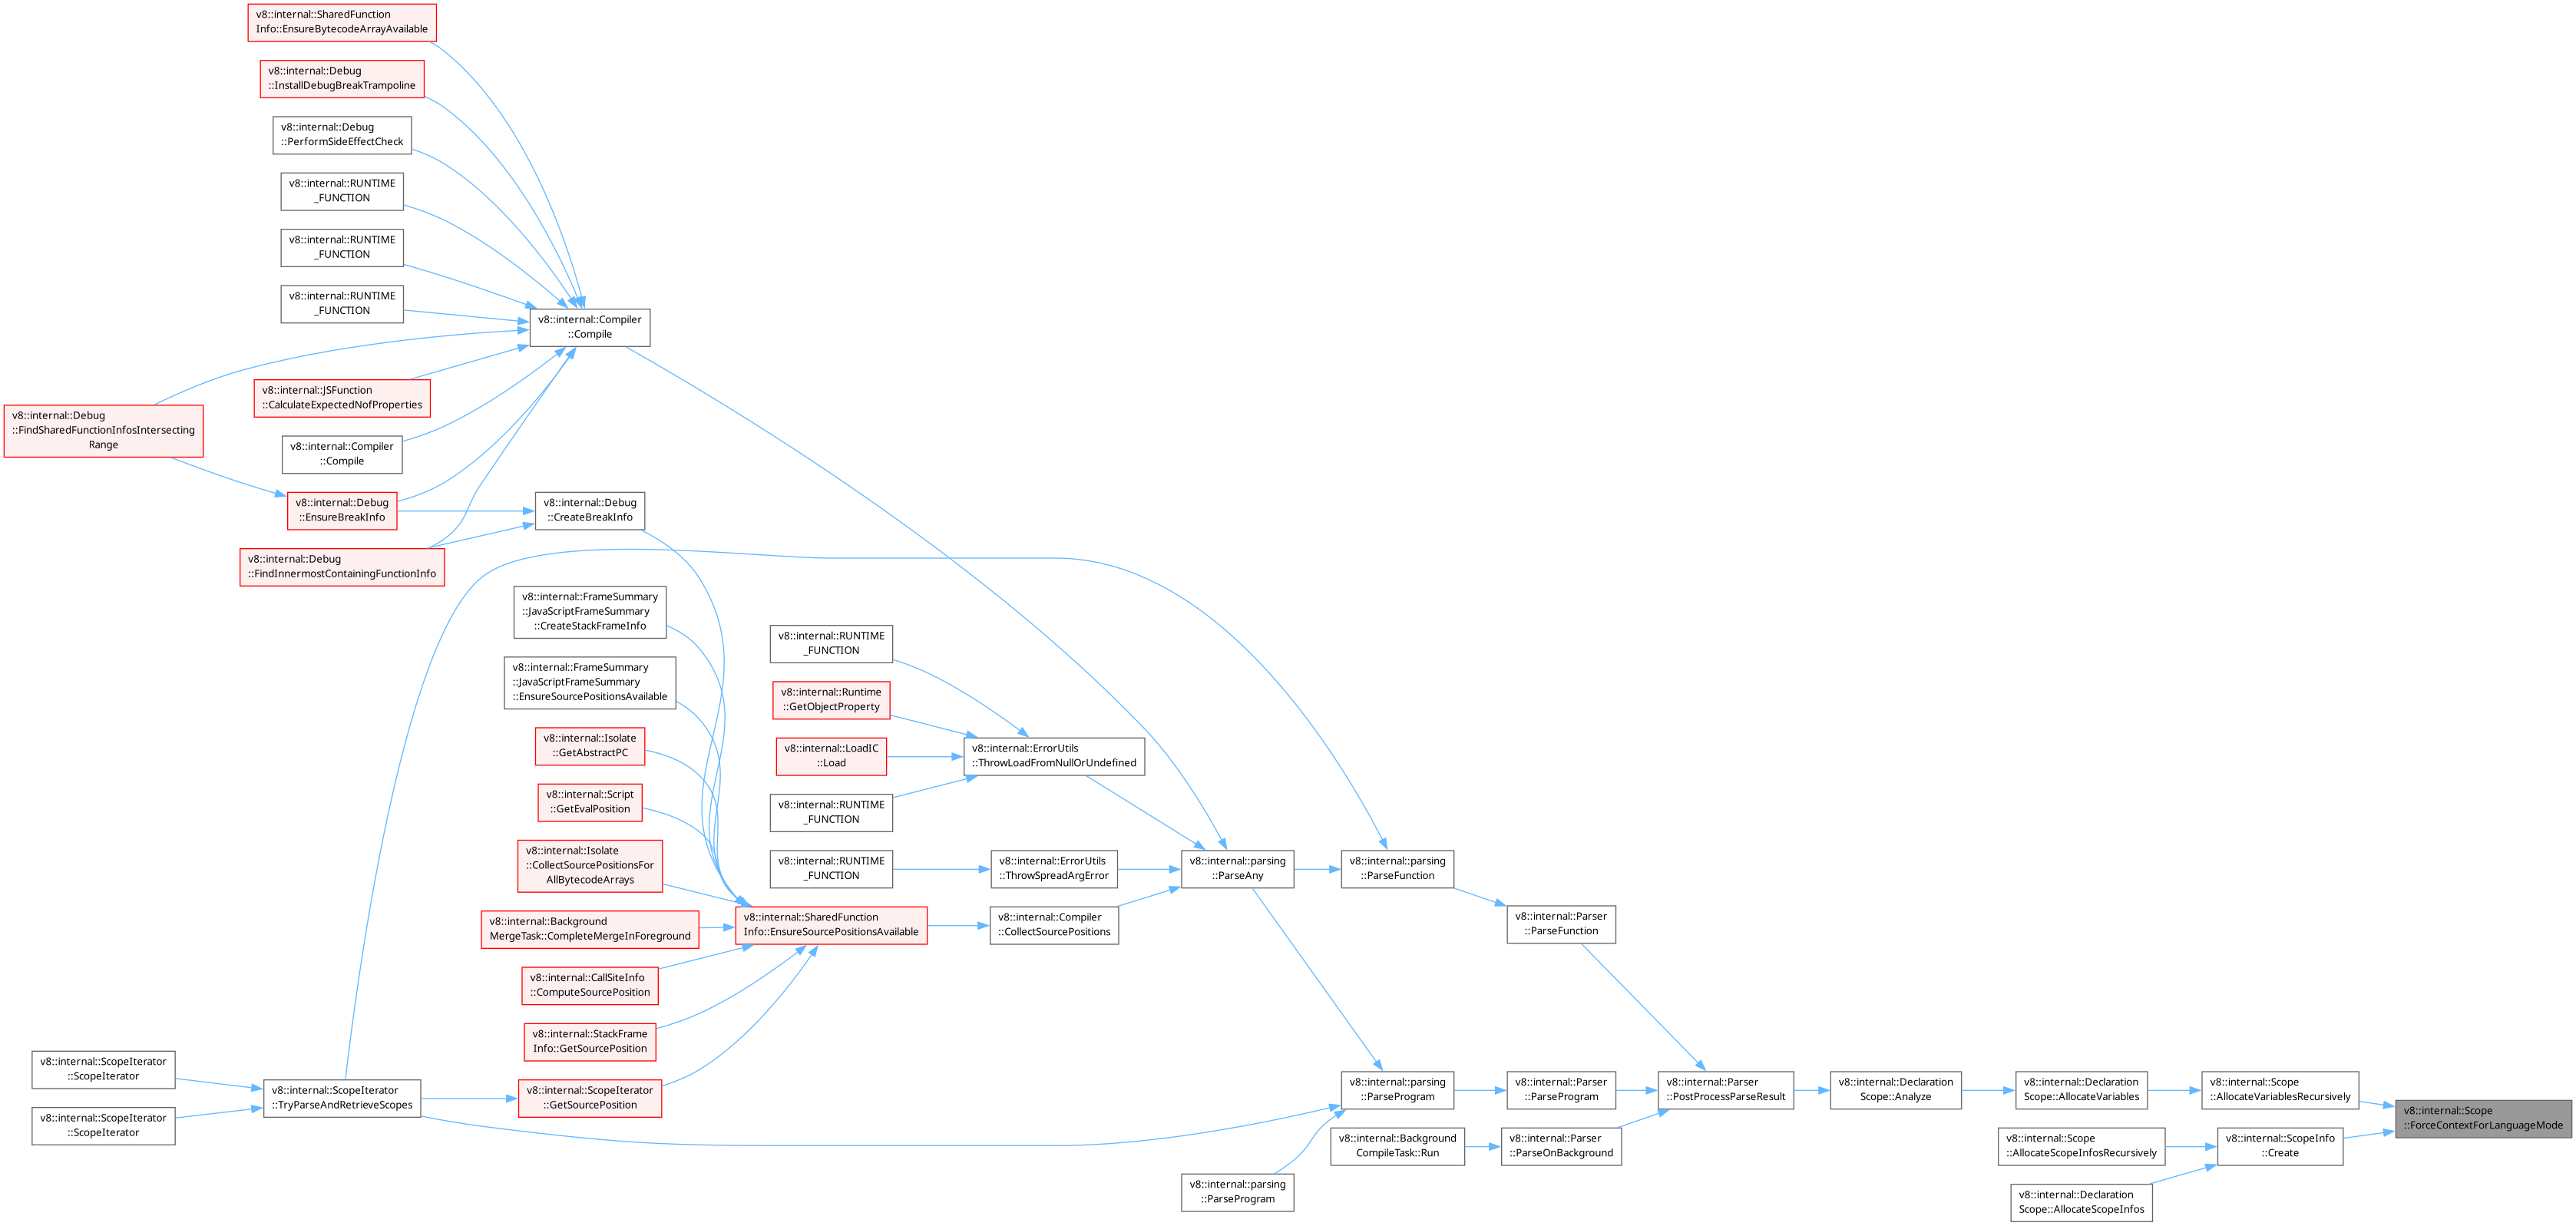 v8::internal::SharedFunction
Info::EnsureBytecodeArrayAvailable
v8::internal::Debug
::InstallDebugBreakTrampoline
v8::internal::Debug
::PerformSideEffectCheck
v8::internal::RUNTIME
_FUNCTION
v8::internal::RUNTIME
_FUNCTION
v8::internal::RUNTIME
_FUNCTION
v8::internal::Compiler
::Compile
v8::internal::JSFunction
::CalculateExpectedNofProperties
v8::internal::Debug
::FindSharedFunctionInfosIntersecting
Range
v8::internal::Compiler
::Compile
v8::internal::Debug
::EnsureBreakInfo
v8::internal::Debug
::CreateBreakInfo
v8::internal::Debug
::FindInnermostContainingFunctionInfo
v8::internal::FrameSummary
::JavaScriptFrameSummary
::CreateStackFrameInfo
v8::internal::FrameSummary
::JavaScriptFrameSummary
::EnsureSourcePositionsAvailable
v8::internal::RUNTIME
_FUNCTION
v8::internal::Runtime
::GetObjectProperty
v8::internal::Isolate
::GetAbstractPC
v8::internal::LoadIC
::Load
v8::internal::ErrorUtils
::ThrowLoadFromNullOrUndefined
v8::internal::Script
::GetEvalPosition
v8::internal::RUNTIME
_FUNCTION
v8::internal::Isolate
::CollectSourcePositionsFor
AllBytecodeArrays
v8::internal::RUNTIME
_FUNCTION
v8::internal::ErrorUtils
::ThrowSpreadArgError
v8::internal::parsing
::ParseAny
v8::internal::parsing
::ParseFunction
v8::internal::Background
MergeTask::CompleteMergeInForeground
v8::internal::SharedFunction
Info::EnsureSourcePositionsAvailable
v8::internal::Compiler
::CollectSourcePositions
v8::internal::Parser
::ParseFunction
v8::internal::CallSiteInfo
::ComputeSourcePosition
v8::internal::StackFrame
Info::GetSourcePosition
v8::internal::ScopeIterator
::ScopeIterator
v8::internal::ScopeIterator
::TryParseAndRetrieveScopes
v8::internal::ScopeIterator
::GetSourcePosition
v8::internal::parsing
::ParseProgram
v8::internal::Parser
::ParseProgram
v8::internal::Parser
::PostProcessParseResult
v8::internal::Declaration
Scope::Analyze
v8::internal::Declaration
Scope::AllocateVariables
v8::internal::Scope
::AllocateVariablesRecursively
v8::internal::Scope
::ForceContextForLanguageMode
v8::internal::ScopeIterator
::ScopeIterator
v8::internal::Background
CompileTask::Run
v8::internal::Parser
::ParseOnBackground
v8::internal::Scope
::AllocateScopeInfosRecursively
v8::internal::ScopeInfo
::Create
v8::internal::parsing
::ParseProgram
v8::internal::Declaration
Scope::AllocateScopeInfos